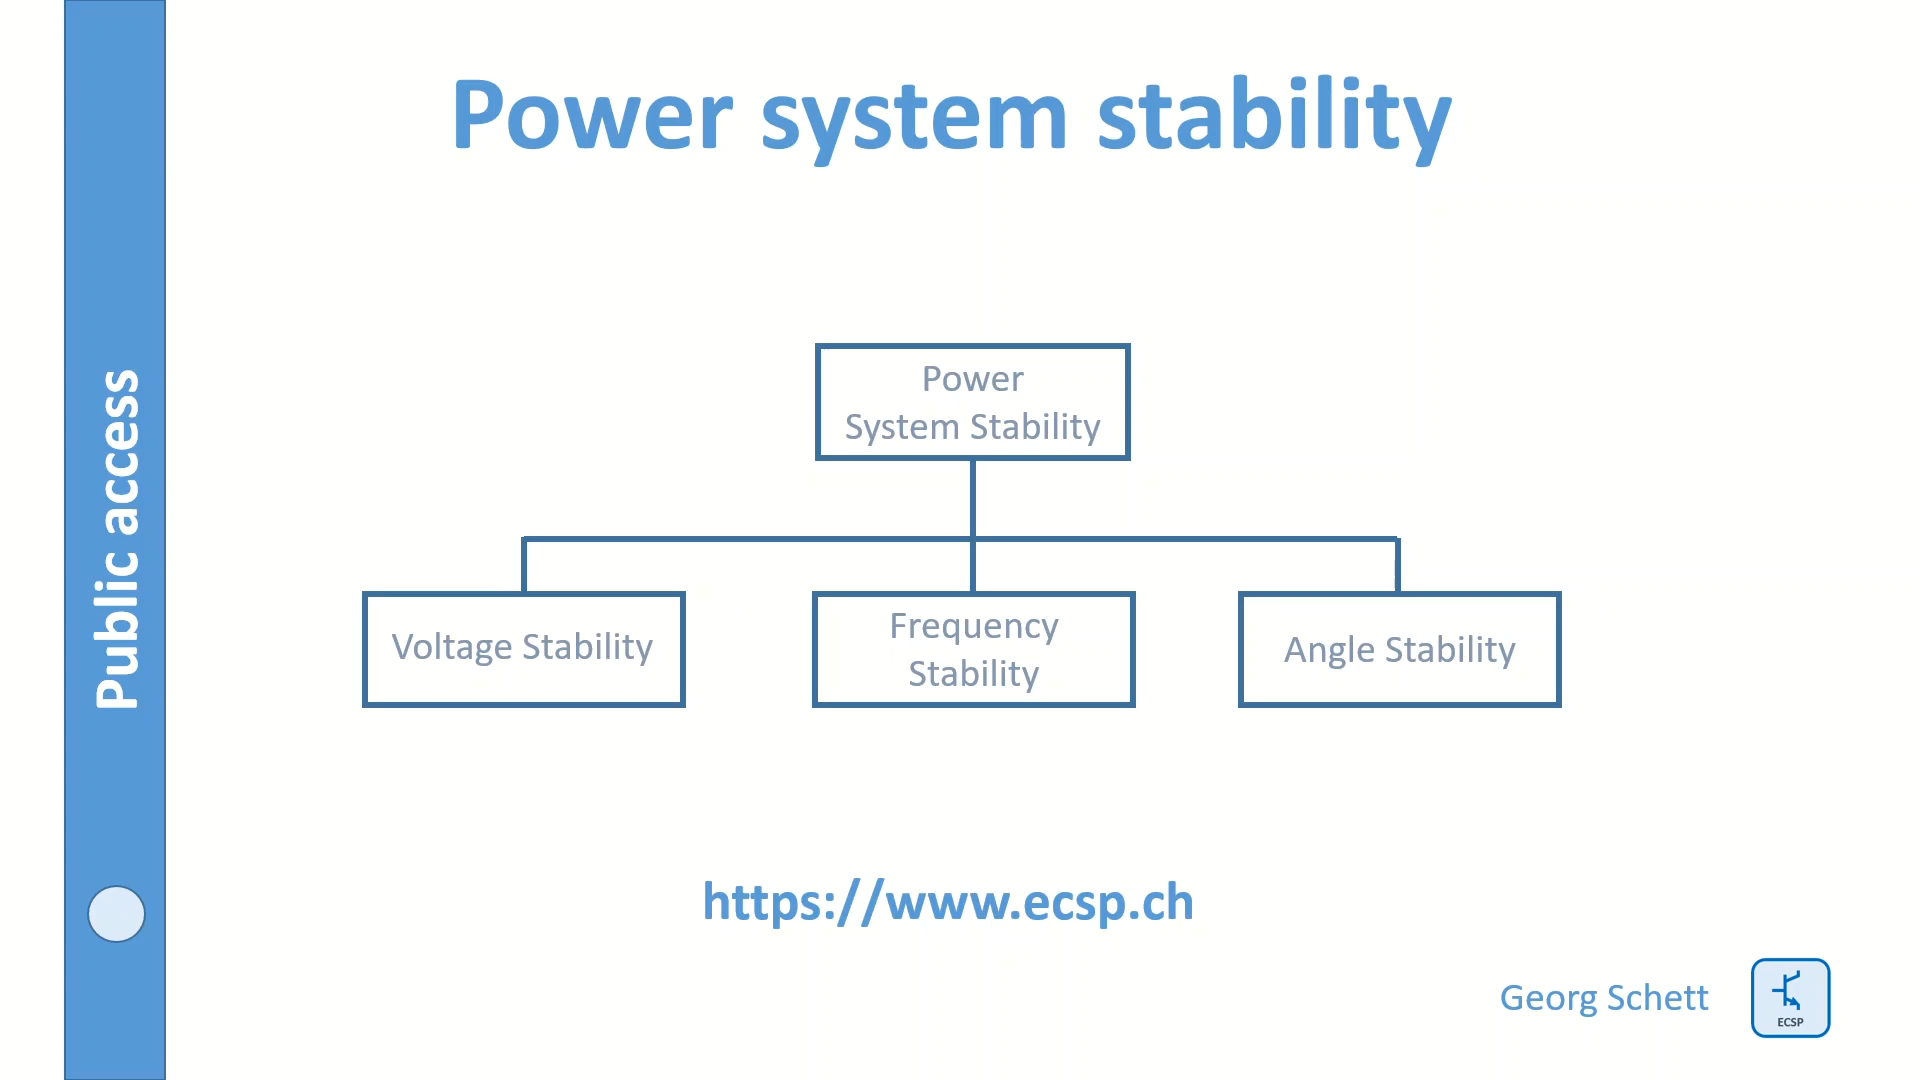 Power system stability
Public access
Power
System Stability
Voltage Stability
Frequency
Stability
Angle Stability
https://www.ecsp.ch
Georg Schett
ECSP